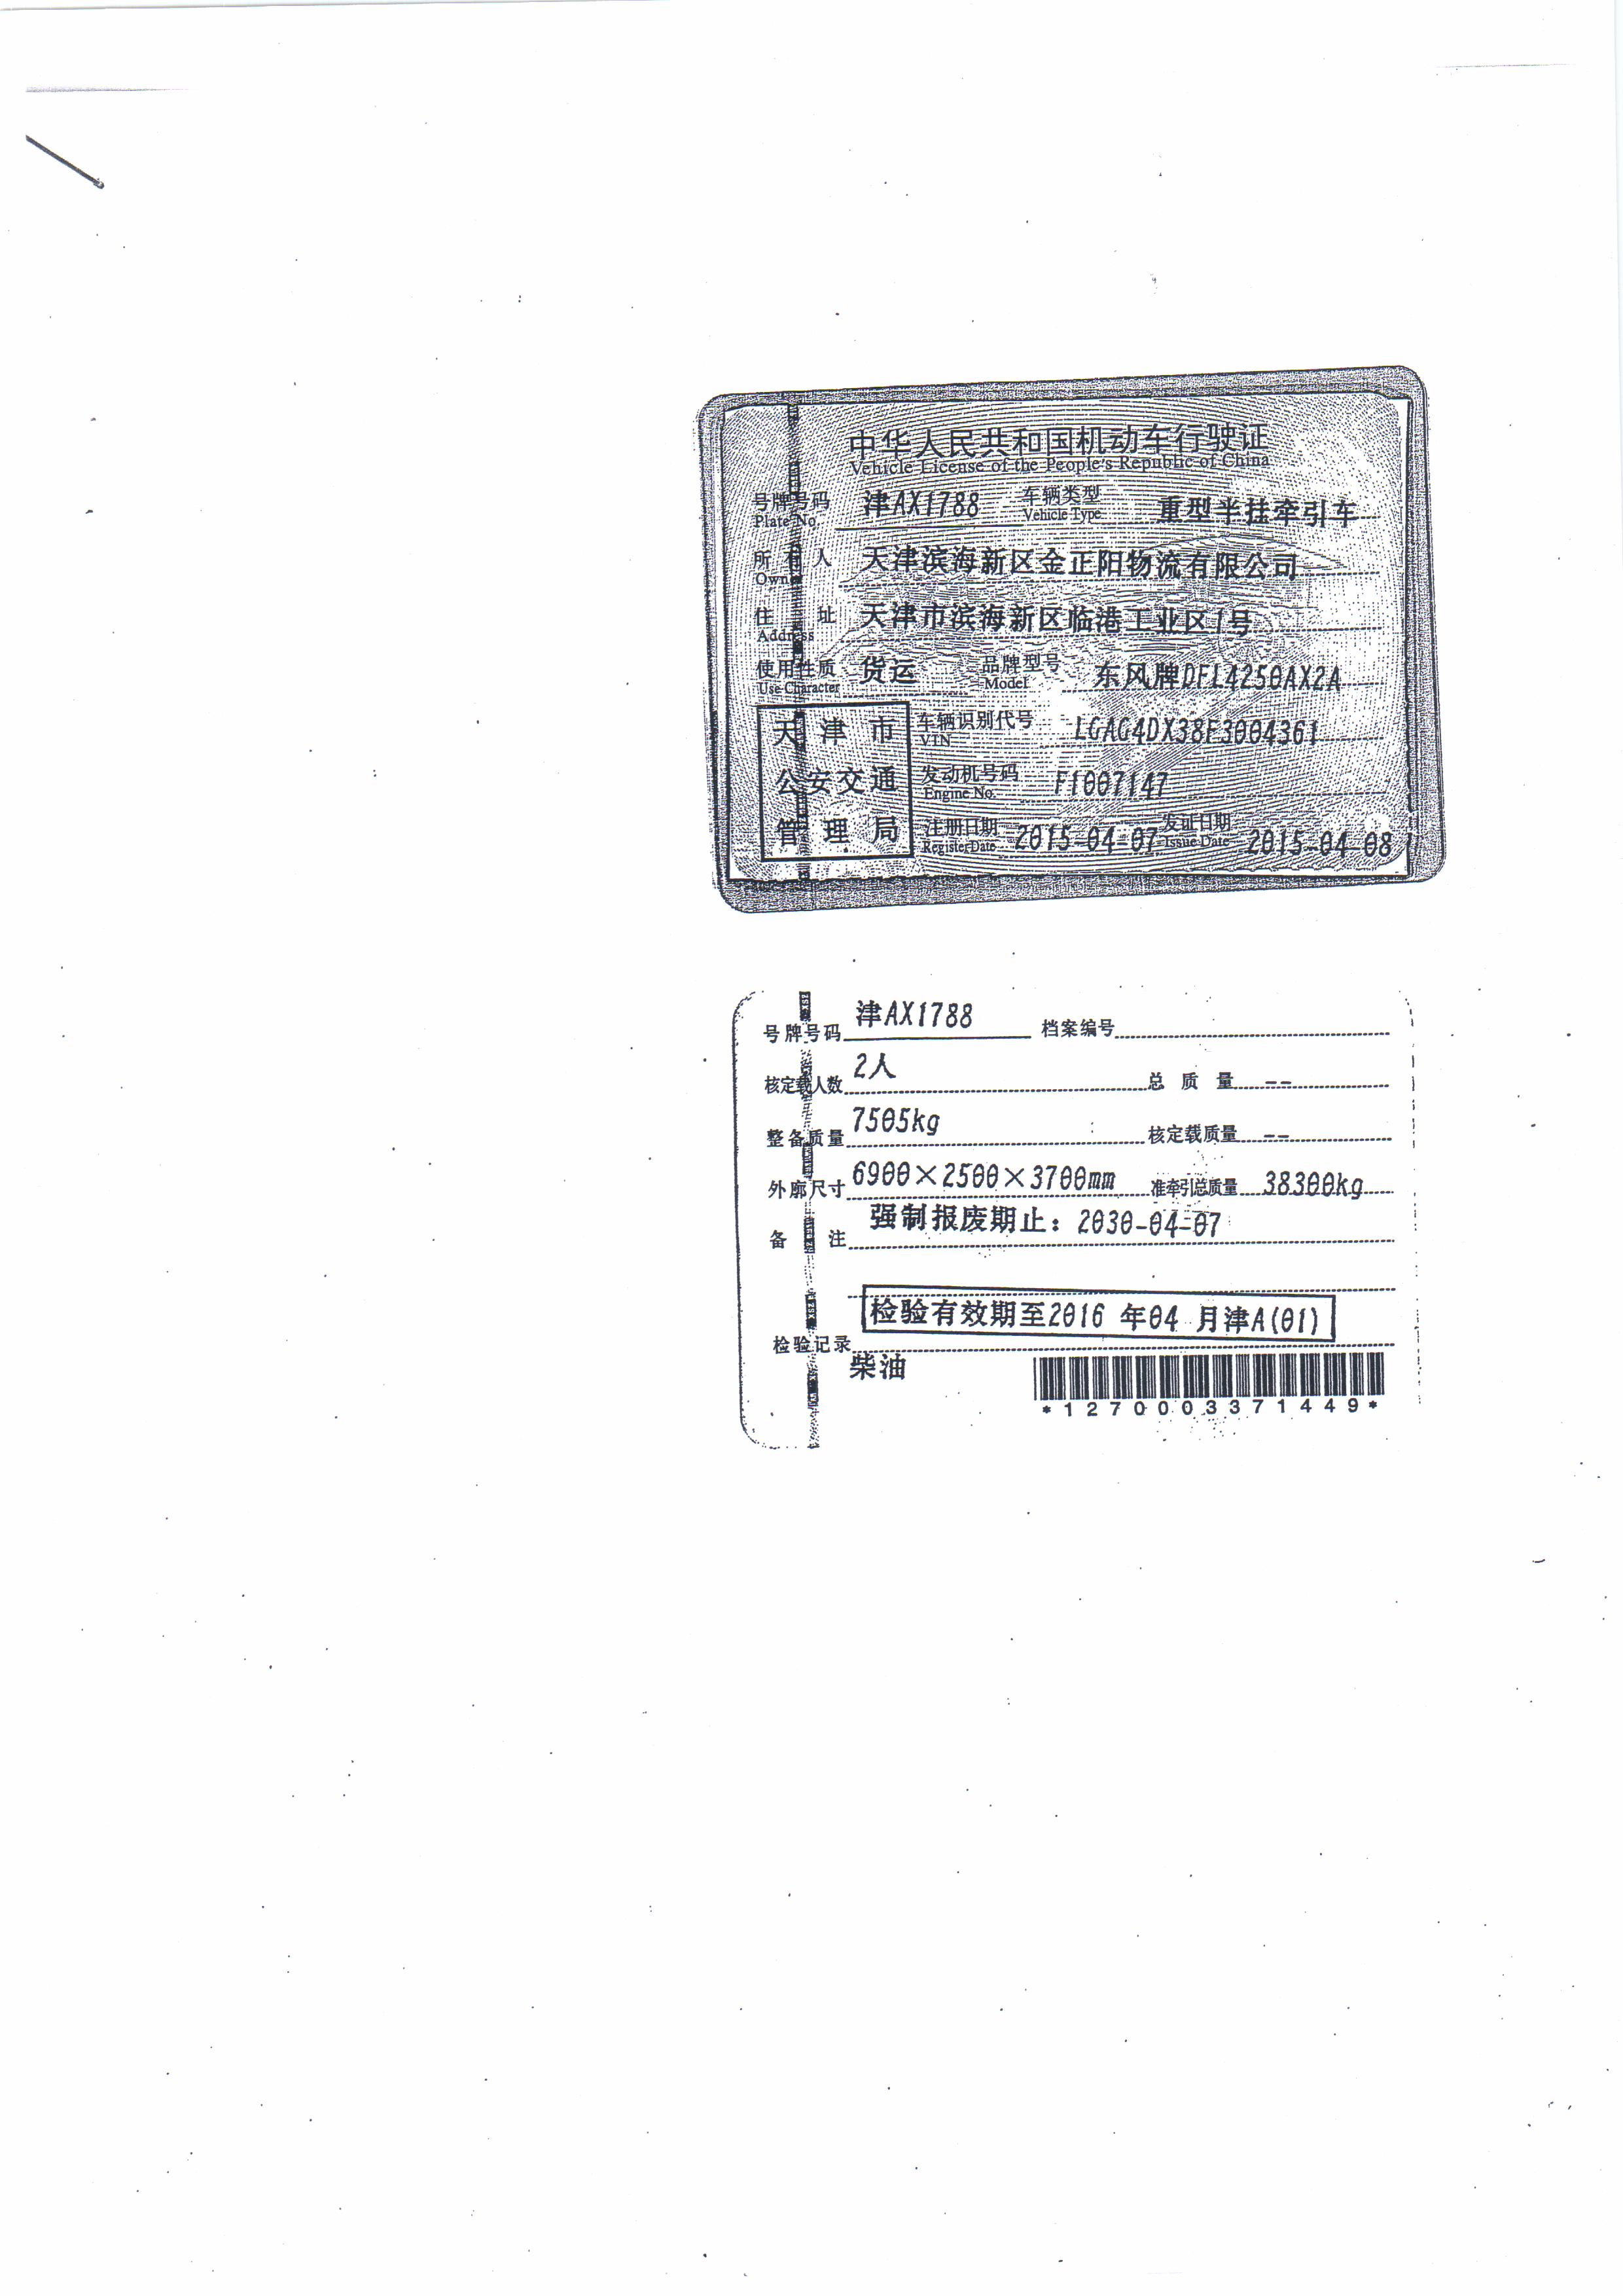 中华人民共和国机动车行驶证
Vehicle License of the People's Republic of China
号牌号码 津AX1788 车辆类型 重型半挂牵引车
Plate No. Vehicle Type
所有人 天津滨海新区金正阳物流有限公司
Owner
住址 天津市滨海新区临港工业区1号
Address
使用性质 货运 品牌型号 东风牌DFL4250AX2A
Use Character Model
天津市 车辆识别代号 LGAG4DX38F3004361
VIN
公安交通 发动机号码 F1007147
Engine No.
管理局 注册日期 2015-04-07 发证日期 2015-04-08
Register Date Issue Date
号牌号码 津AX1788 档案编号
核定载人数 2人 总质量 --
整备质量 7505kg 核定载质量 --
外廓尺寸 6900×2500×3700mm 准牵引总质量 38300kg
备注 强制报废期止：2030-04-07
检验有效期至2016 年04 月津A(01)
检验记录
柴油
*1270003371449*